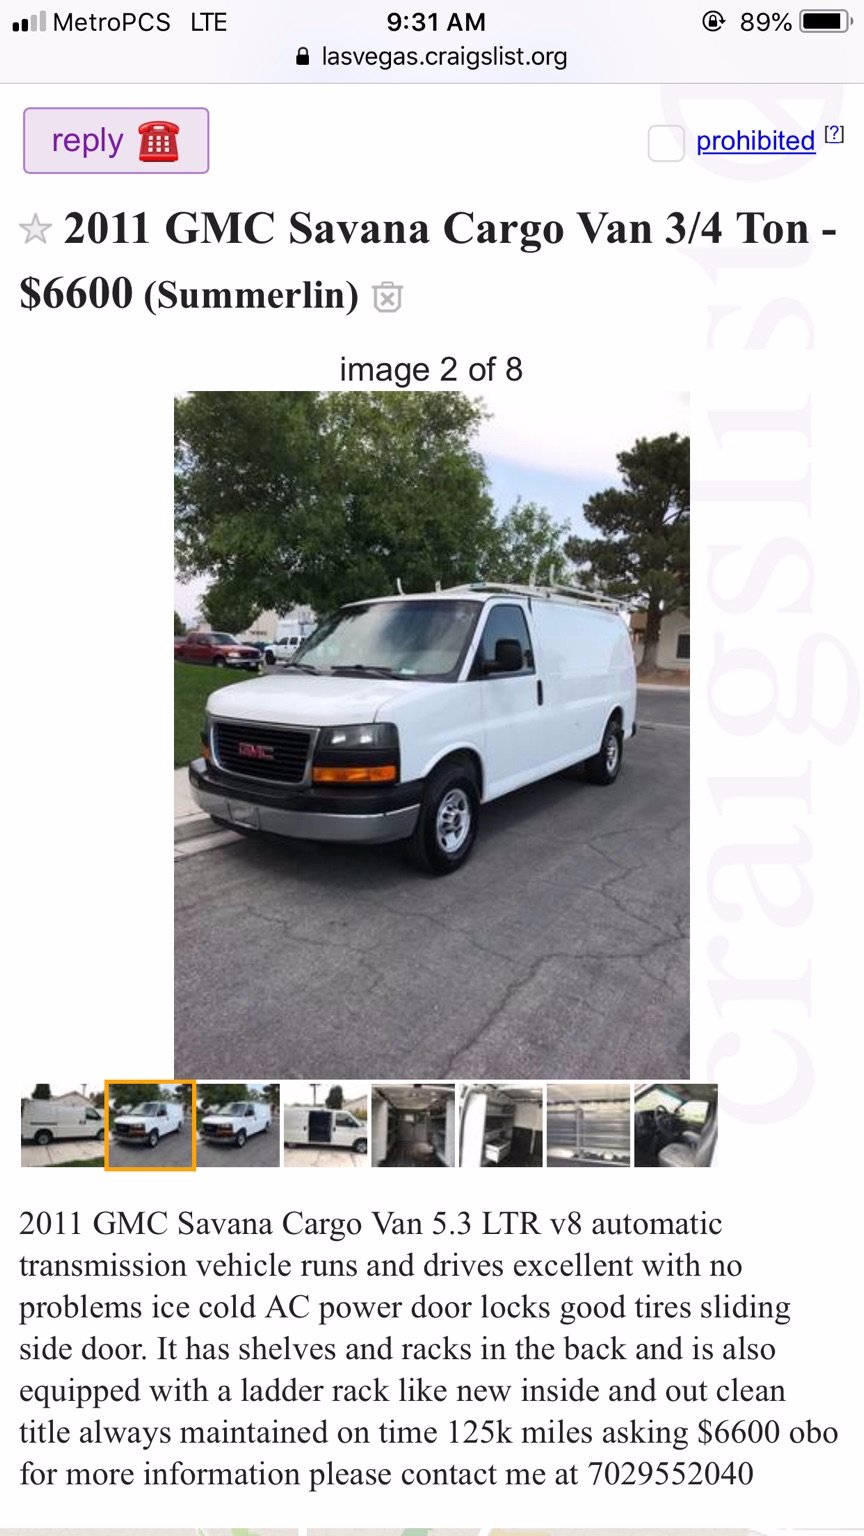 MetroPCS LTE 9:31 AM 89%
lasvegas.craigslist.org
reply
prohibited [?]
2011 GMC Savana Cargo Van 3/4 Ton -
$6600 (Summerlin)
image 2 of 8
GMC
craigslist
2011 GMC Savana Cargo Van 5.3 LTR v8 automatic
transmission vehicle runs and drives excellent with no
problems ice cold AC power door locks good tires sliding
side door. It has shelves and racks in the back and is also
equipped with a ladder rack like new inside and out clean
title always maintained on time 125k miles asking $6600 obo
for more information please contact me at 7029552040